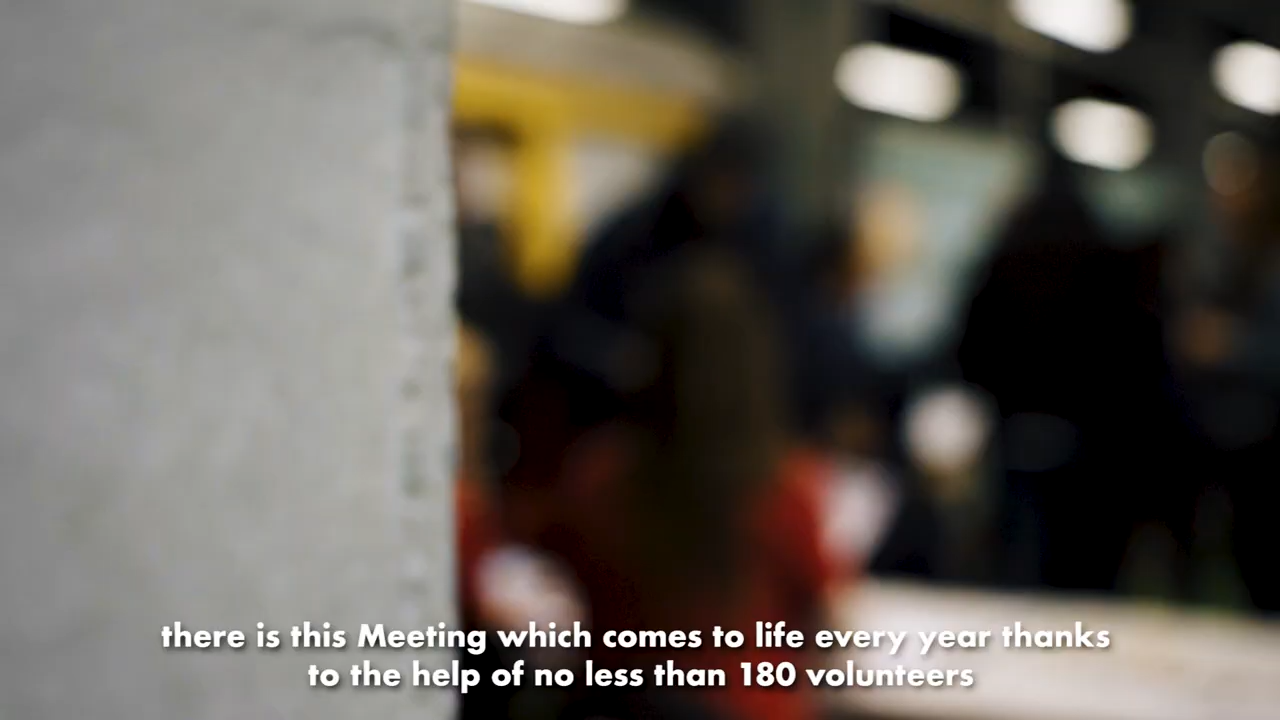 there is this Meeting which comes to life every year thanks
to the help of no less than 180 volunteers